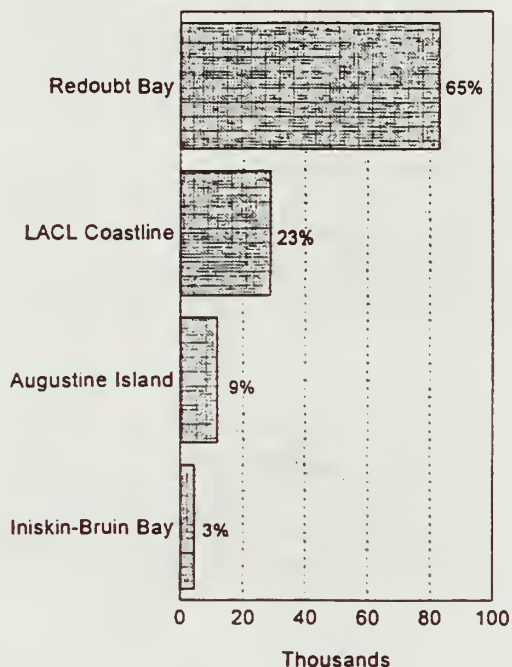 Redoubt Bay
65%
LACL Coastline
23%
Augustine Island
9%
Iniskin-Bruin Bay
3%
0 20 40 60 80 100
Thousands